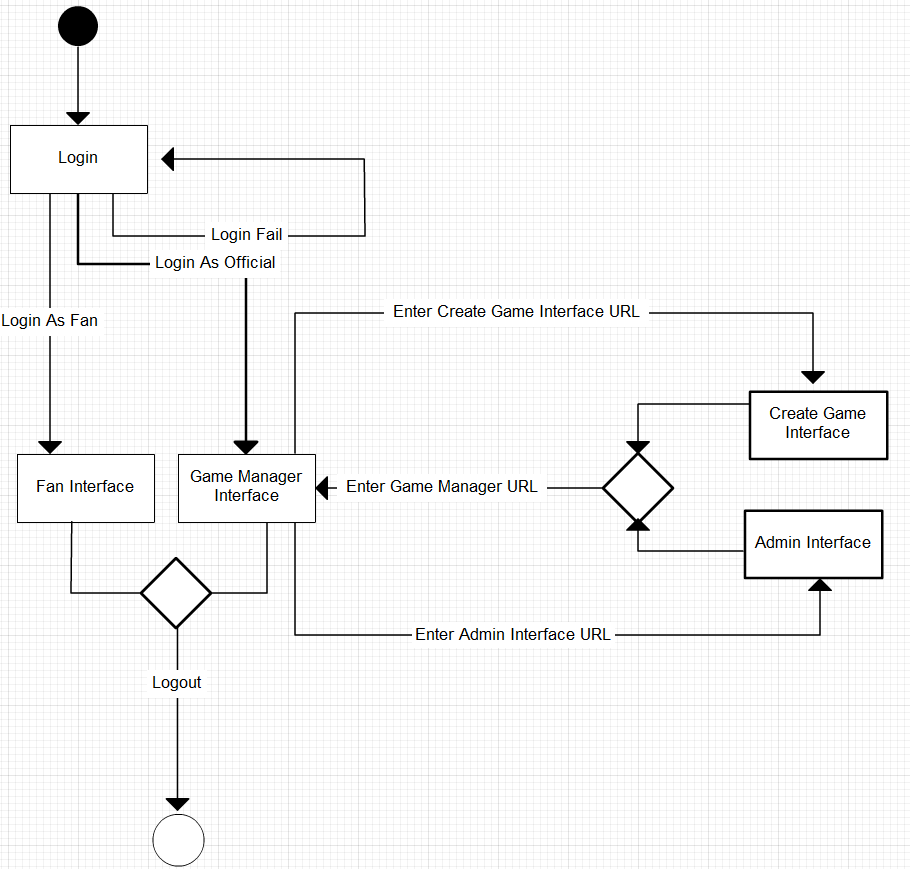 Login
Login Fail
Login As Official
Login As Fan
Enter Create Game Interface URL
Create Game
Interface
Fan Interface
Game Manager
Interface
Enter Game Manager URL
Admin Interface
Enter Admin Interface URL
Logout